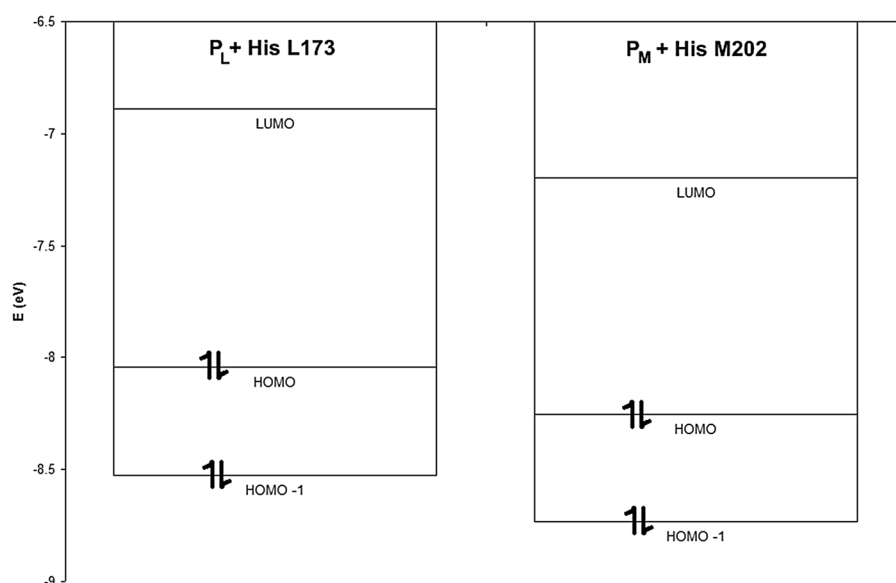 -6.5
P_L + His L173
P_M + His M202
LUMO
-7
LUMO
-7.5
E (eV)
-8
HOMO
HOMO
-8.5
HOMO -1
HOMO -1
-9